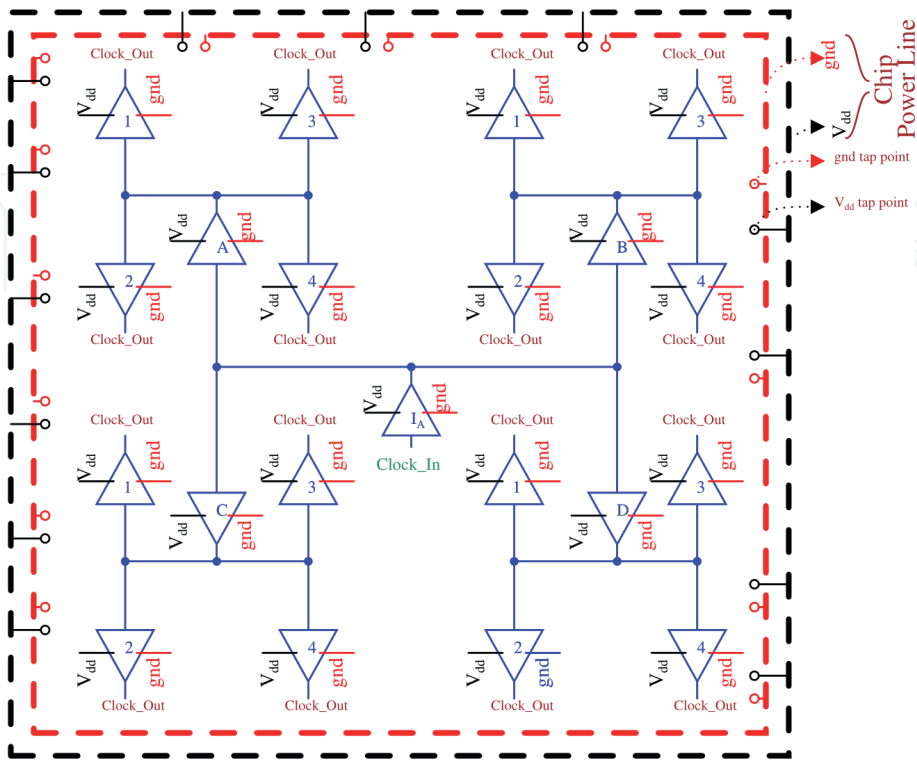 Clock_Out Clock_Out Clock_Out Clock_Out
gnd
Chip
Power Line
Vdd gnd Vdd gnd Vdd gnd Vdd gnd
1 3 1 3
Vdd
gnd tap point
Vdd tap point
Vdd gnd Vdd gnd
A B
2 4 2 4
Vdd gnd Vdd gnd Vdd gnd Vdd gnd
Clock_Out Clock_Out Clock_Out Clock_Out
Vdd gnd
IA
Clock_Out Clock_Out Clock_Out Clock_Out
Clock_In
Vdd gnd Vdd gnd Vdd gnd Vdd gnd
1 3 1 3
C D
Vdd gnd Vdd gnd
2 4 2 4
Vdd gnd Vdd gnd Vdd gnd Vdd gnd
Clock_Out Clock_Out Clock_Out Clock_Out